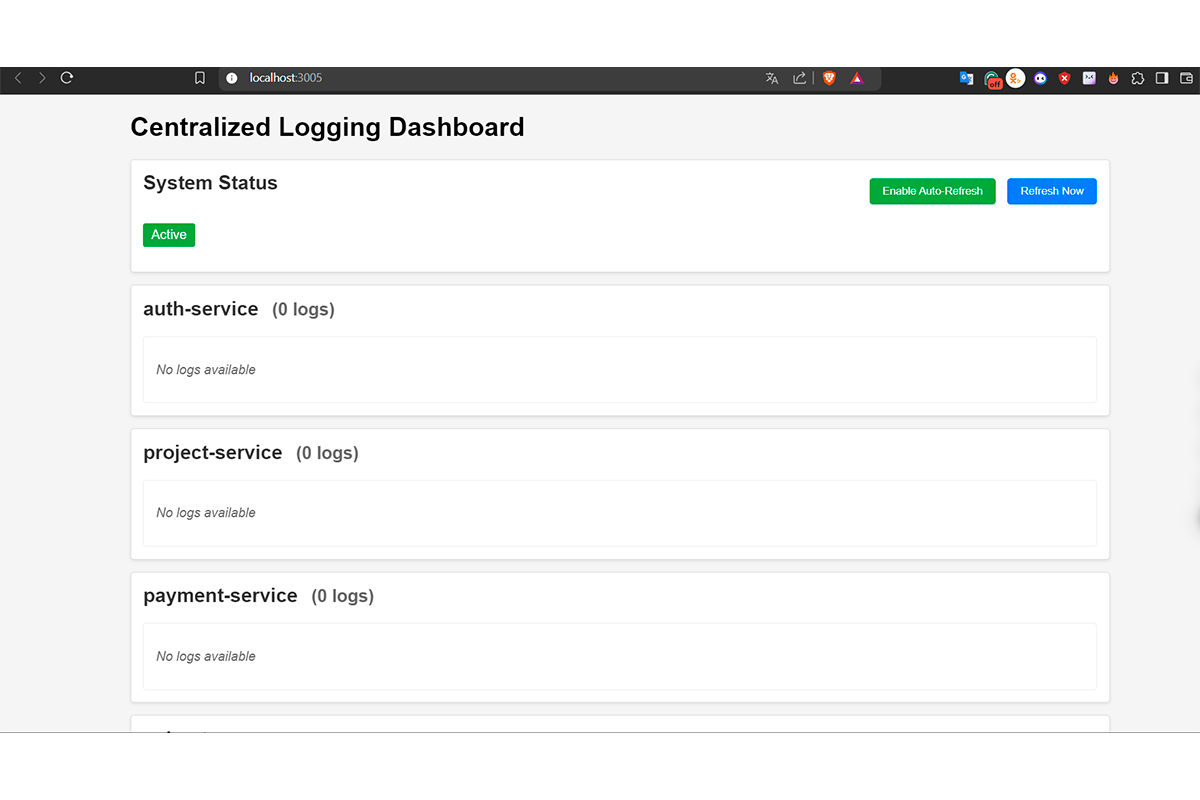 localhost:3005
off
Centralized Logging Dashboard
System Status
Enable Auto-Refresh
Refresh Now
Active
auth-service (0 logs)
No logs available
project-service (0 logs)
No logs available
payment-service (0 logs)
No logs available